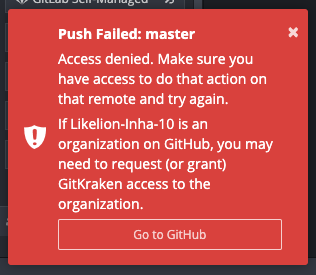 GitLab Self-Managed
Push Failed: master
Access denied. Make sure you
have access to do that action on
that remote and try again.
If Likelion-Inha-10 is an
organization on GitHub, you may
need to request (or grant)
GitKraken access to the
organization.
Go to GitHub